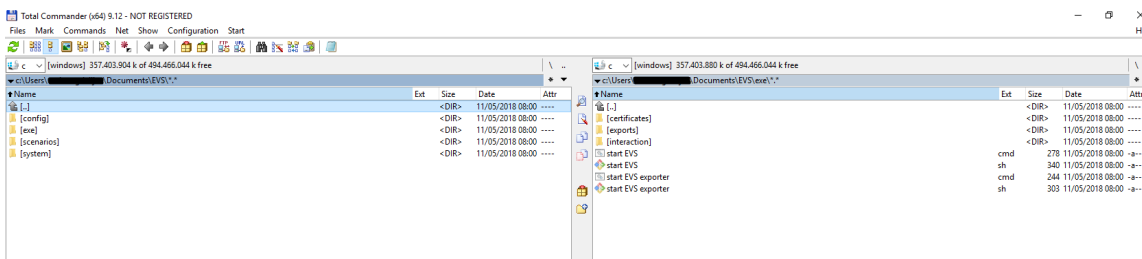 Total Commander (x64) 9.12 - NOT REGISTERED
Files Mark Commands Net Show Configuration Start H
c [windows] 357.403.904 k of 494.466.044 k free \ ..
c [windows] 357.403.880 k of 494.466.044 k free \
c:\Users\ .Documents\EVS\*.* * 
c:\Users\ .Documents\EVS\exe\*.* *
Name Ext Size Date Attr
[..] <DIR> 11/05/2018 08:00 ----
[config] <DIR> 11/05/2018 08:00 ----
[exe] <DIR> 11/05/2018 08:00 ----
[scenarios] <DIR> 11/05/2018 08:00 ----
[system] <DIR> 11/05/2018 08:00 ----
Name Ext Size Date Attr
[..] <DIR> 11/05/2018 08:00 ----
[certificates] <DIR> 11/05/2018 08:00 ----
[exports] <DIR> 11/05/2018 08:00 ----
[interaction] <DIR> 11/05/2018 08:00 ----
start EVS cmd 278 11/05/2018 08:00 -a--
start EVS sh 340 11/05/2018 08:00 -a--
start EVS exporter cmd 244 11/05/2018 08:00 -a--
start EVS exporter sh 303 11/05/2018 08:00 -a--